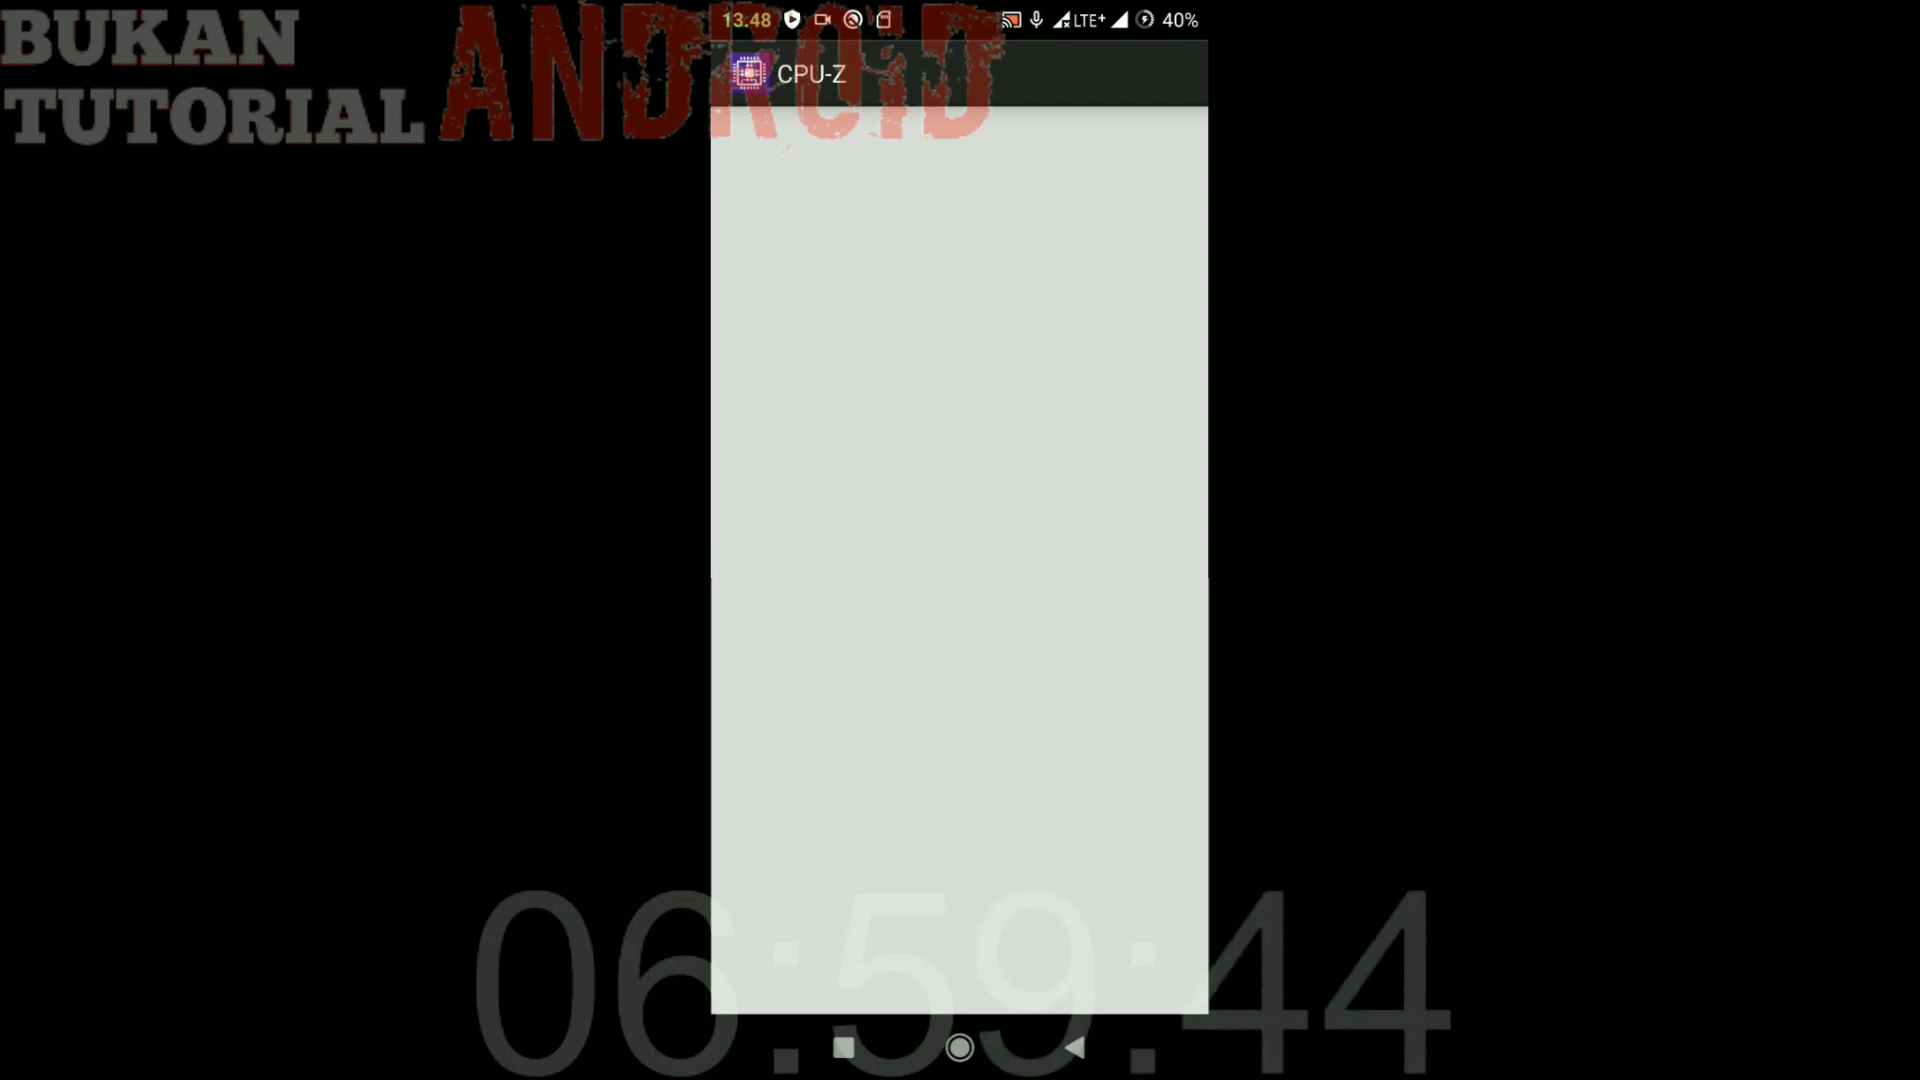 BUKAN
TUTORIAL ANDROiD
13.48 LTE+ 40%
CPU-Z
06:59:44